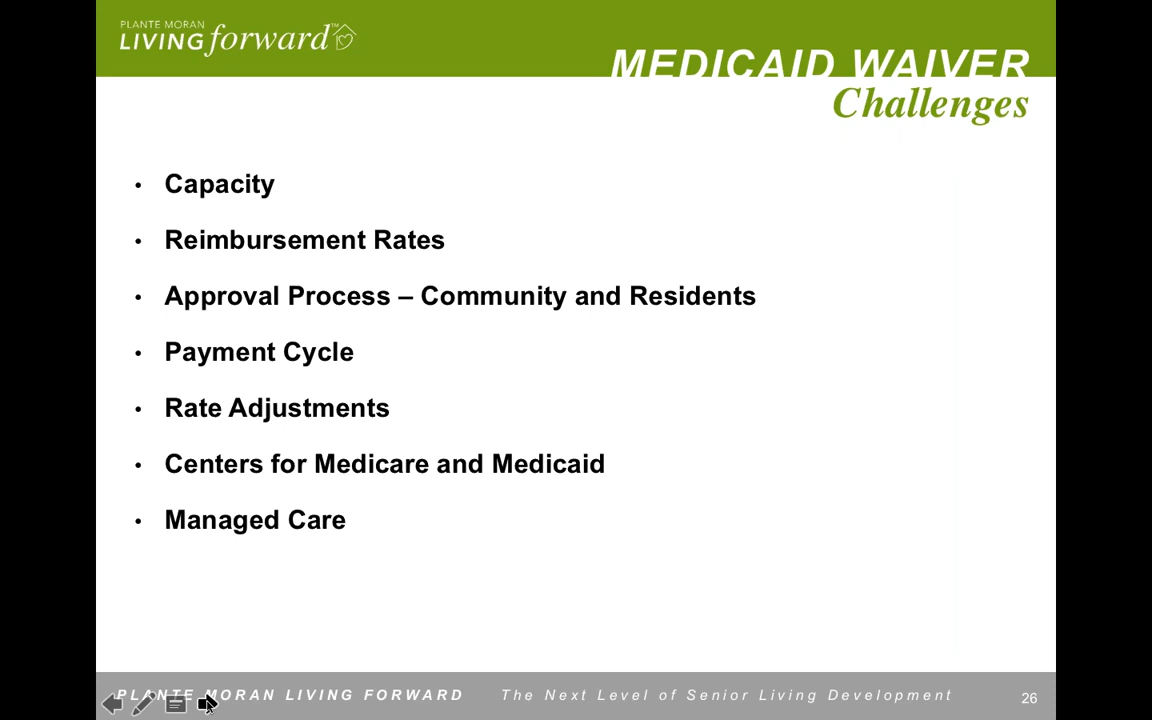 PLANTE MORAN
LIVING forward™
MEDICAID WAIVER
Challenges
• Capacity
• Reimbursement Rates
• Approval Process – Community and Residents
• Payment Cycle
• Rate Adjustments
• Centers for Medicare and Medicaid
• Managed Care
PLANTE MORAN LIVING FORWARD The Next Level of Senior Living Development 26